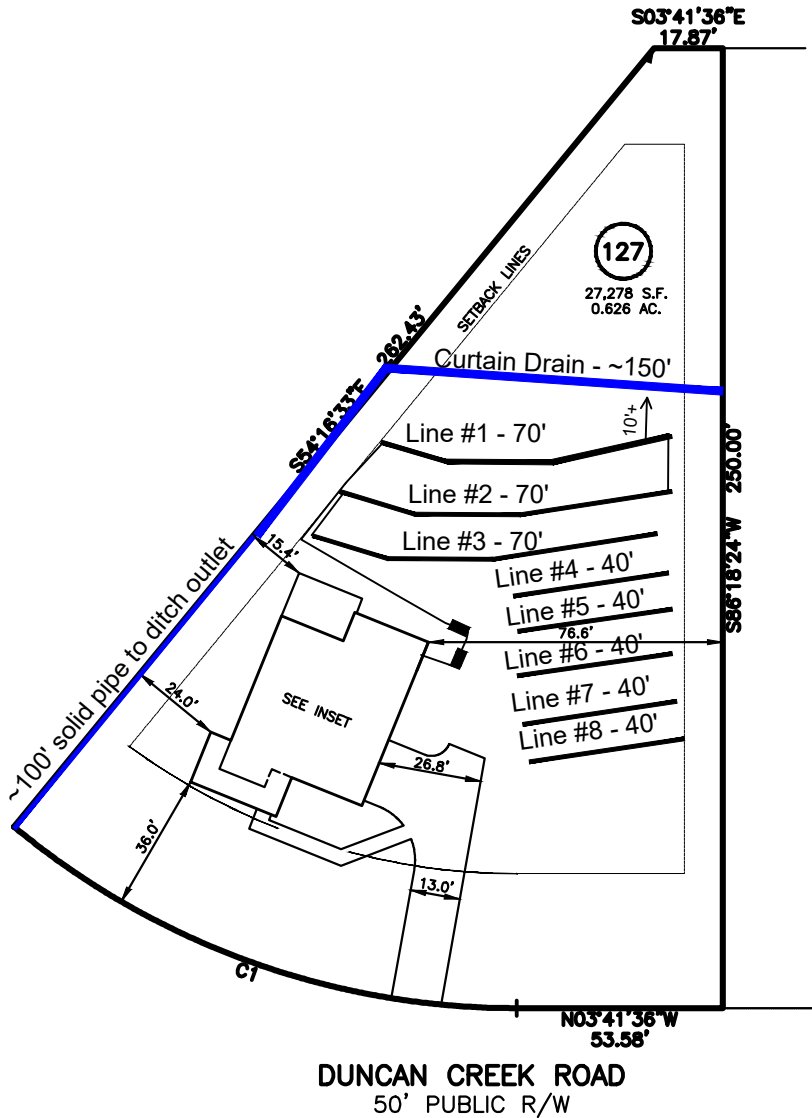 S03°41'36"E
17.87'
127
27,278 S.F.
0.626 AC.
SETBACK LINES
262.43'
S54°16'33"E
Curtain Drain - ~150'
10'+
Line #1 - 70'
Line #2 - 70'
Line #3 - 70'
250.00'
S86°18'24"W
Line #4 - 40'
Line #5 - 40'
76.6'
Line #6 - 40'
Line #7 - 40'
Line #8 - 40'
15.4'
~100' solid pipe to ditch outlet
24.0'
SEE INSET
26.8'
36.0'
13.0'
C1
N03°41'36"W
53.58'
DUNCAN CREEK ROAD
50' PUBLIC R/W